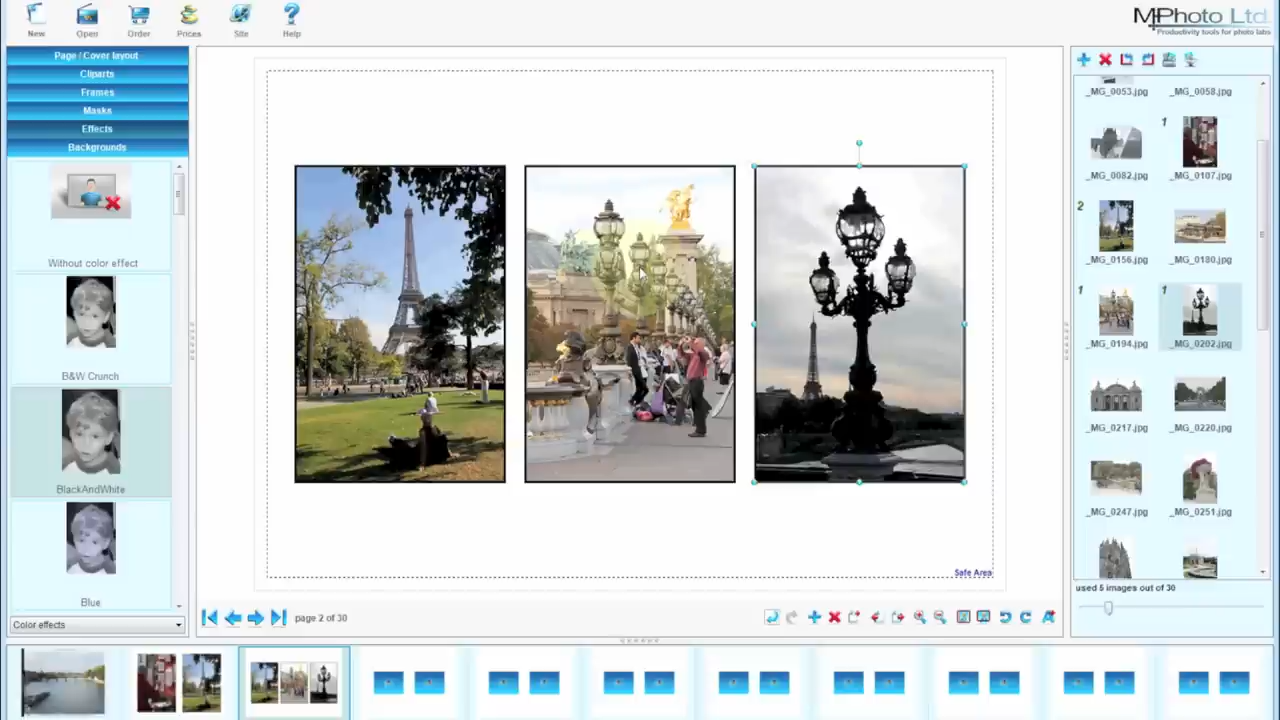 New Open Order Prices Site Help
MPhoto Ltd.
Productivity tools for photo labs
Page / Cover layout
Cliparts
Frames
Masks
Effects
Backgrounds
Without color effect
B&W Crunch
BlackAndWhite
Blue
Color effects
Safe Area
page 2 of 30
_MG_0053.jpg _MG_0058.jpg
1
_MG_0082.jpg _MG_0107.jpg
2
_MG_0156.jpg _MG_0180.jpg
1 1
_MG_0194.jpg _MG_0202.jpg
_MG_0217.jpg _MG_0220.jpg
_MG_0247.jpg _MG_0251.jpg
used 5 images out of 30